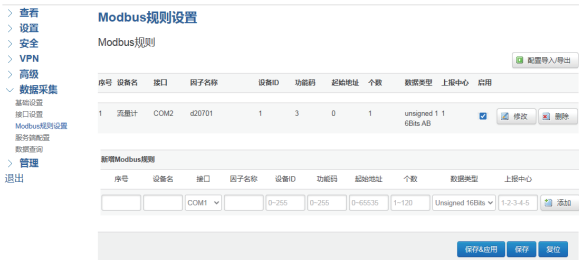 查看
设置
安全
VPN
高级
数据采集
基础设置
接口设置
Modbus规则设置
服务端配置
数据查询
管理
退出
Modbus规则设置
Modbus规则
配置导入/导出
序号 设备名 接口 因子名称 设备ID 功能码 起始地址 个数 数据类型 上报中心 启用
1 流量计 COM2 d20701 1 3 0 1 unsigned 1 1 修改 删除
6Bits AB
新增Modbus规则
序号 设备名 接口 因子名称 设备ID 功能码 起始地址 个数 数据类型 上报中心
COM1 0~255 0~255 0~65535 1~120 Unsigned 16Bits 1-2-3-4-5 添加
保存&应用 保存 复位